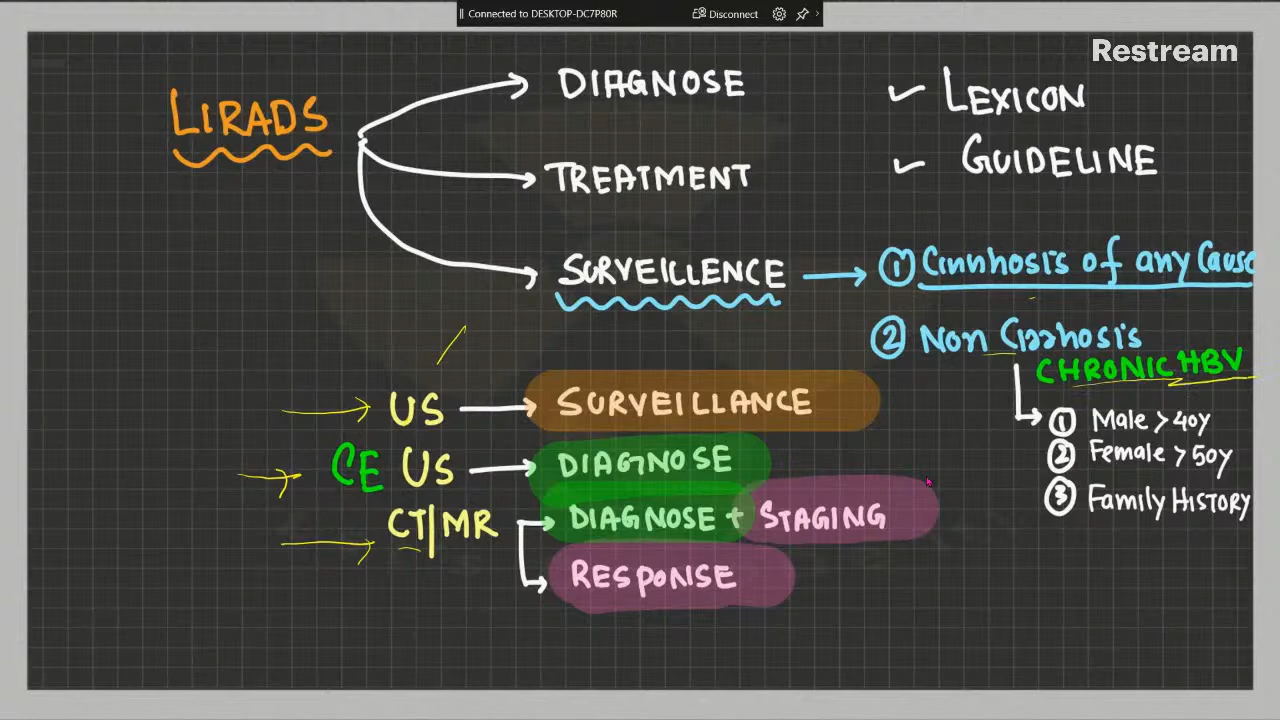 Connected to DESKTOP-DC7P80R
Disconnect
Restream
LIRADS
DIAGNOSE
TREATMENT
SURVEILLENCE
✓ LEXICON
✓ GUIDELINE
① Cirrhosis of any Cause
② Non Cirrhosis
CHRONIC HBV
① Male > 40y
② Female > 50y
③ Family HISTORY
US → SURVEILLANCE
CE US → DIAGNOSE
CT|MR → DIAGNOSE + STAGING
RESPONSE